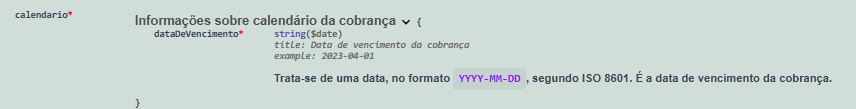 calendario* Informações sobre calendário da cobrança {
dataDeVencimento* string($date)
title: Data de vencimento da cobrança
example: 2023-04-01
Trata-se de uma data, no formato YYYY-MM-DD , segundo ISO 8601. É a data de vencimento da cobrança.
}